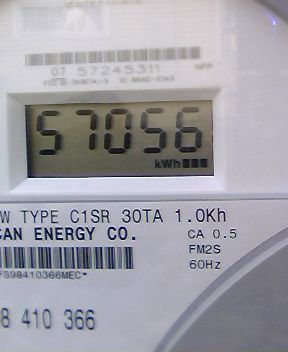 07 57245311
57056
kWh
W TYPE C1SR 30TA 1.0Kh
CAN ENERGY CO.
CA 0.5
FM2S
60Hz
FS98410366MEC*
8 410 366